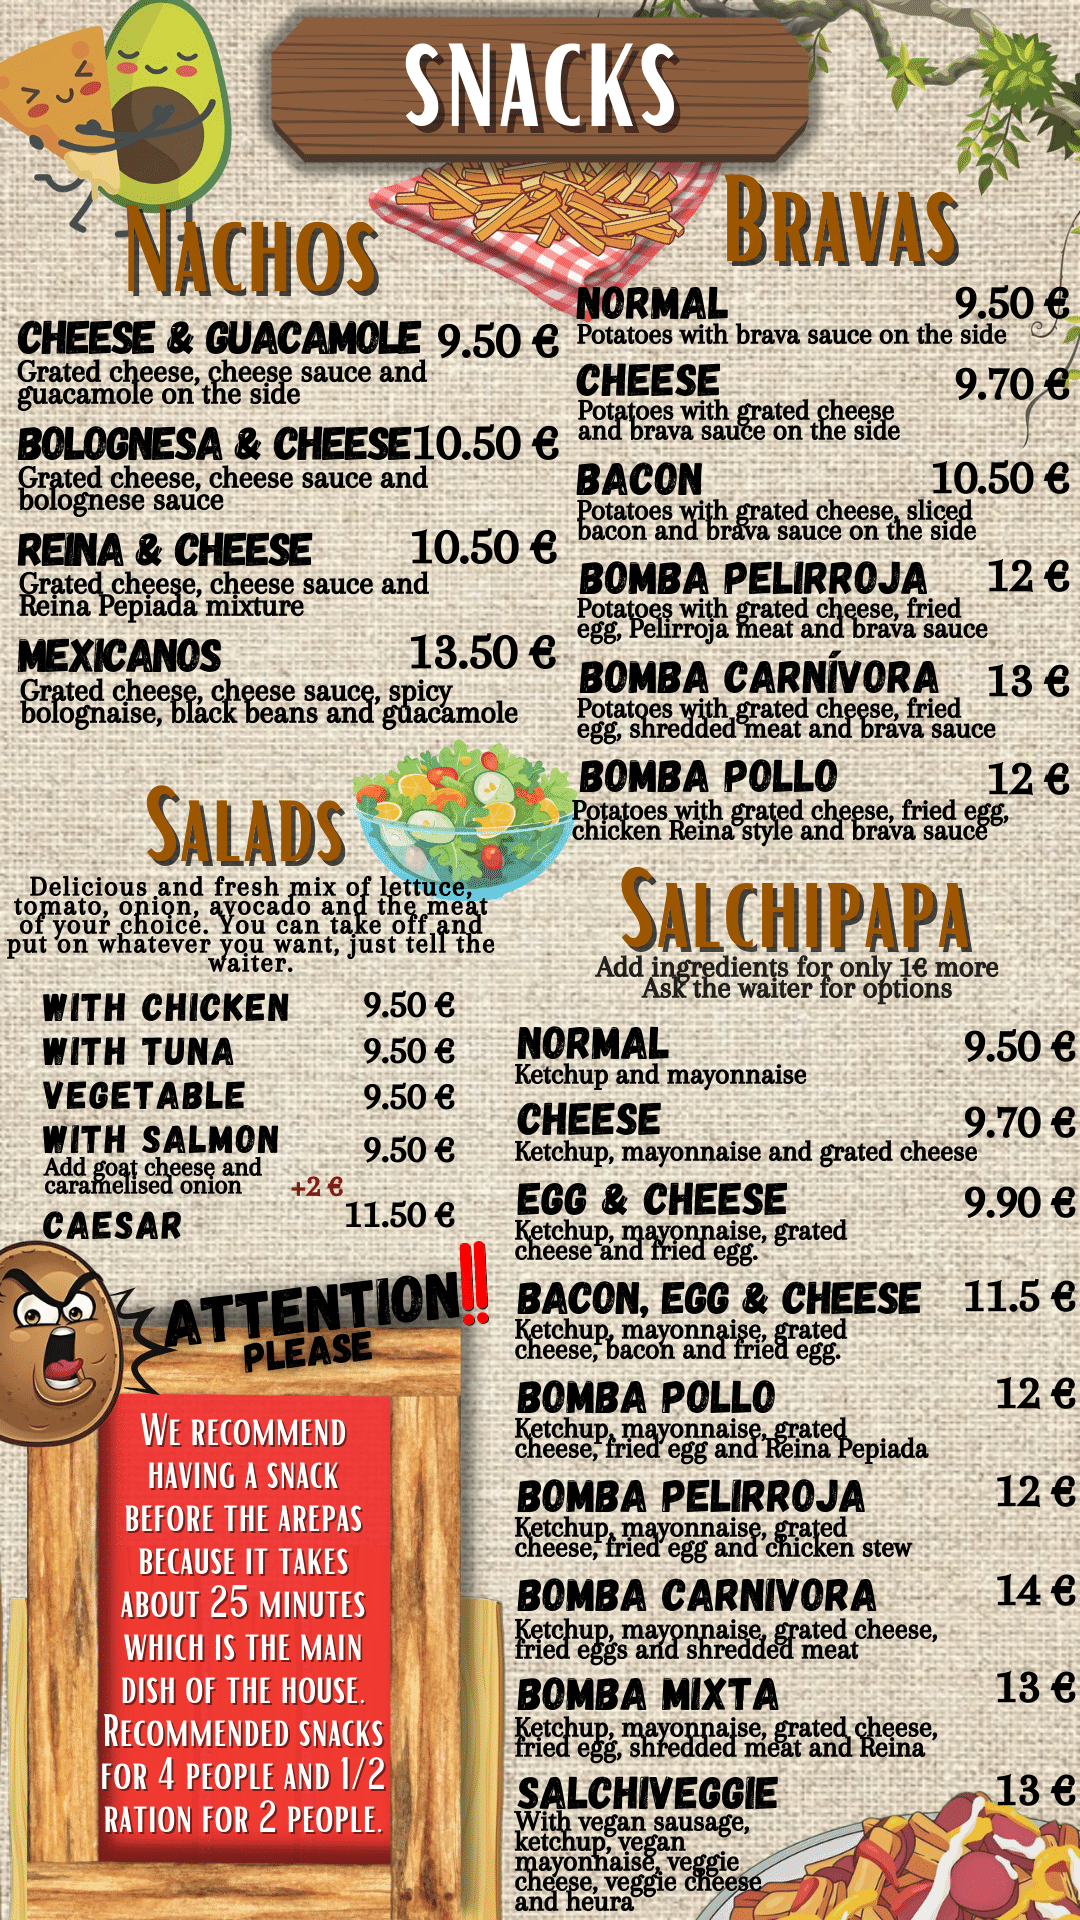 SNACKS
NACHOS
CHEESE & GUACAMOLE 9.50 €
Grated cheese, cheese sauce and
guacamole on the side
BOLOGNESA & CHEESE 10.50 €
Grated cheese, cheese sauce and
bolognese sauce
REINA & CHEESE 10.50 €
Grated cheese, cheese sauce and
Reina Pepiada mixture
MEXICANOS 13.50 €
Grated cheese, cheese sauce, spicy
bolognaise, black beans and guacamole
BRAVAS
NORMAL 9.50 €
Potatoes with brava sauce on the side
CHEESE 9.70 €
Potatoes with grated cheese
and brava sauce on the side
BACON 10.50 €
Potatoes with grated cheese, sliced
bacon and brava sauce on the side
BOMBA PELIRROJA 12 €
Potatoes with grated cheese, fried
egg, Pelirroja meat and brava sauce
BOMBA CARNÍVORA 13 €
Potatoes with grated cheese, fried
egg, shredded meat and brava sauce
BOMBA POLLO 12 €
Potatoes with grated cheese, fried egg,
chicken Reina style and brava sauce
SALADS
Delicious and fresh mix of lettuce,
tomato, onion, avocado and the meat
of your choice. You can take off and
put on whatever you want, just tell the
waiter.
WITH CHICKEN 9.50 €
WITH TUNA 9.50 €
VEGETABLE 9.50 €
WITH SALMON 9.50 €
Add goat cheese and
caramelised onion +2 €
CAESAR 11.50 €
ATTENTION!!
PLEASE
WE RECOMMEND
HAVING A SNACK
BEFORE THE AREPAS
BECAUSE IT TAKES
ABOUT 25 MINUTES
WHICH IS THE MAIN
DISH OF THE HOUSE.
RECOMMENDED SNACKS
FOR 4 PEOPLE AND 1/2
RATION FOR 2 PEOPLE.
SALCHIPAPA
Add ingredients for only 1€ more
Ask the waiter for options
NORMAL 9.50 €
Ketchup and mayonnaise
CHEESE 9.70 €
Ketchup, mayonnaise and grated cheese
EGG & CHEESE 9.90 €
Ketchup, mayonnaise, grated
cheese and fried egg.
BACON, EGG & CHEESE 11.5 €
Ketchup, mayonnaise, grated
cheese, bacon and fried egg.
BOMBA POLLO 12 €
Ketchup, mayonnaise, grated
cheese, fried egg and Reina Pepiada
BOMBA PELIRROJA 12 €
Ketchup, mayonnaise, grated
cheese, fried egg and chicken stew
BOMBA CARNIVORA 14 €
Ketchup, mayonnaise, grated cheese,
fried eggs and shredded meat
BOMBA MIXTA 13 €
Ketchup, mayonnaise, grated cheese,
fried egg, shredded meat and Reina
SALCHIVEGGIE 13 €
With vegan sausage,
ketchup, vegan
mayonnaise, veggie
cheese, veggie cheese
and heura